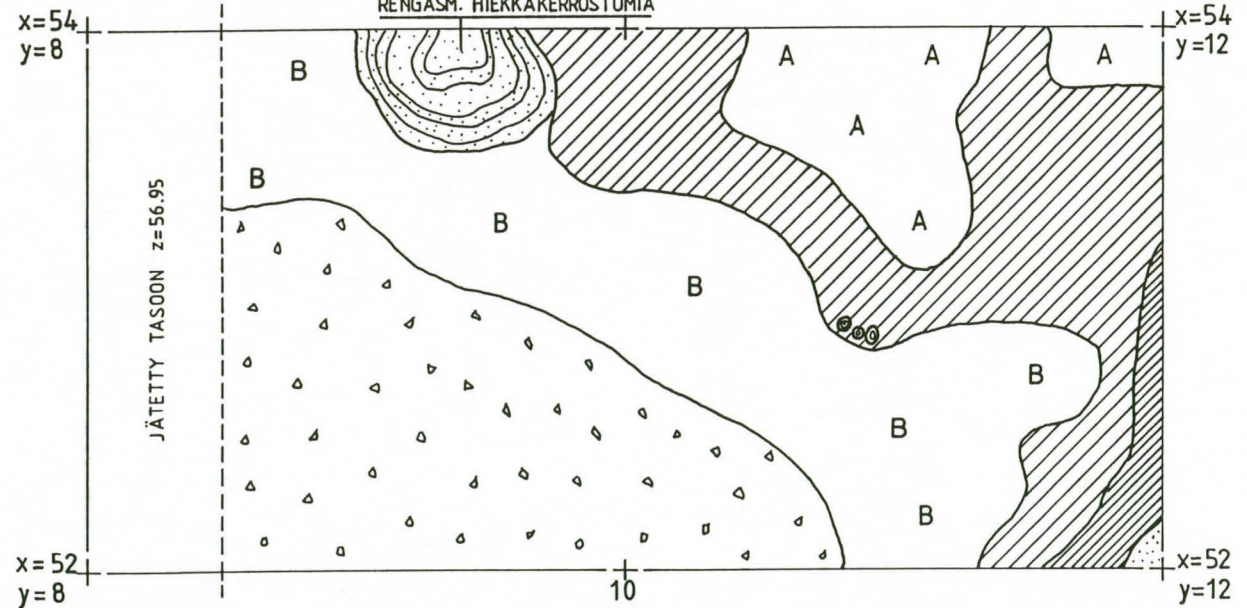 RENGASM. HIEKKAKERROSTUMIA
x=54
y=8
x=54
y=12
B
A
A
A
A
B
B
A
B
JÄTETTY TASOON z=56.95
B
B
B
x=52
y=8
10
x=52
y=12